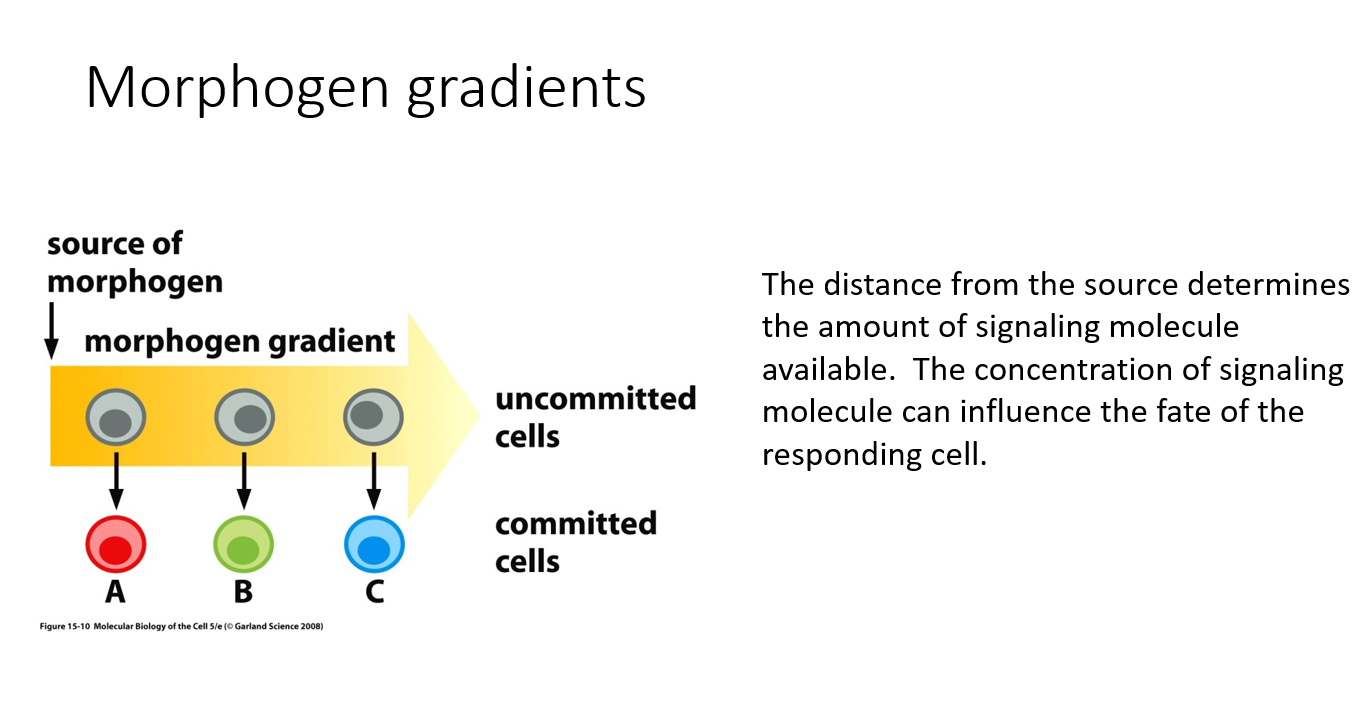 Morphogen gradients
source of
morphogen
morphogen gradient
uncommitted
cells
committed
cells
A B C
Figure 15-10 Molecular Biology of the Cell 5/e (© Garland Science 2008)
The distance from the source determines
the amount of signaling molecule
available.  The concentration of signaling
molecule can influence the fate of the
responding cell.